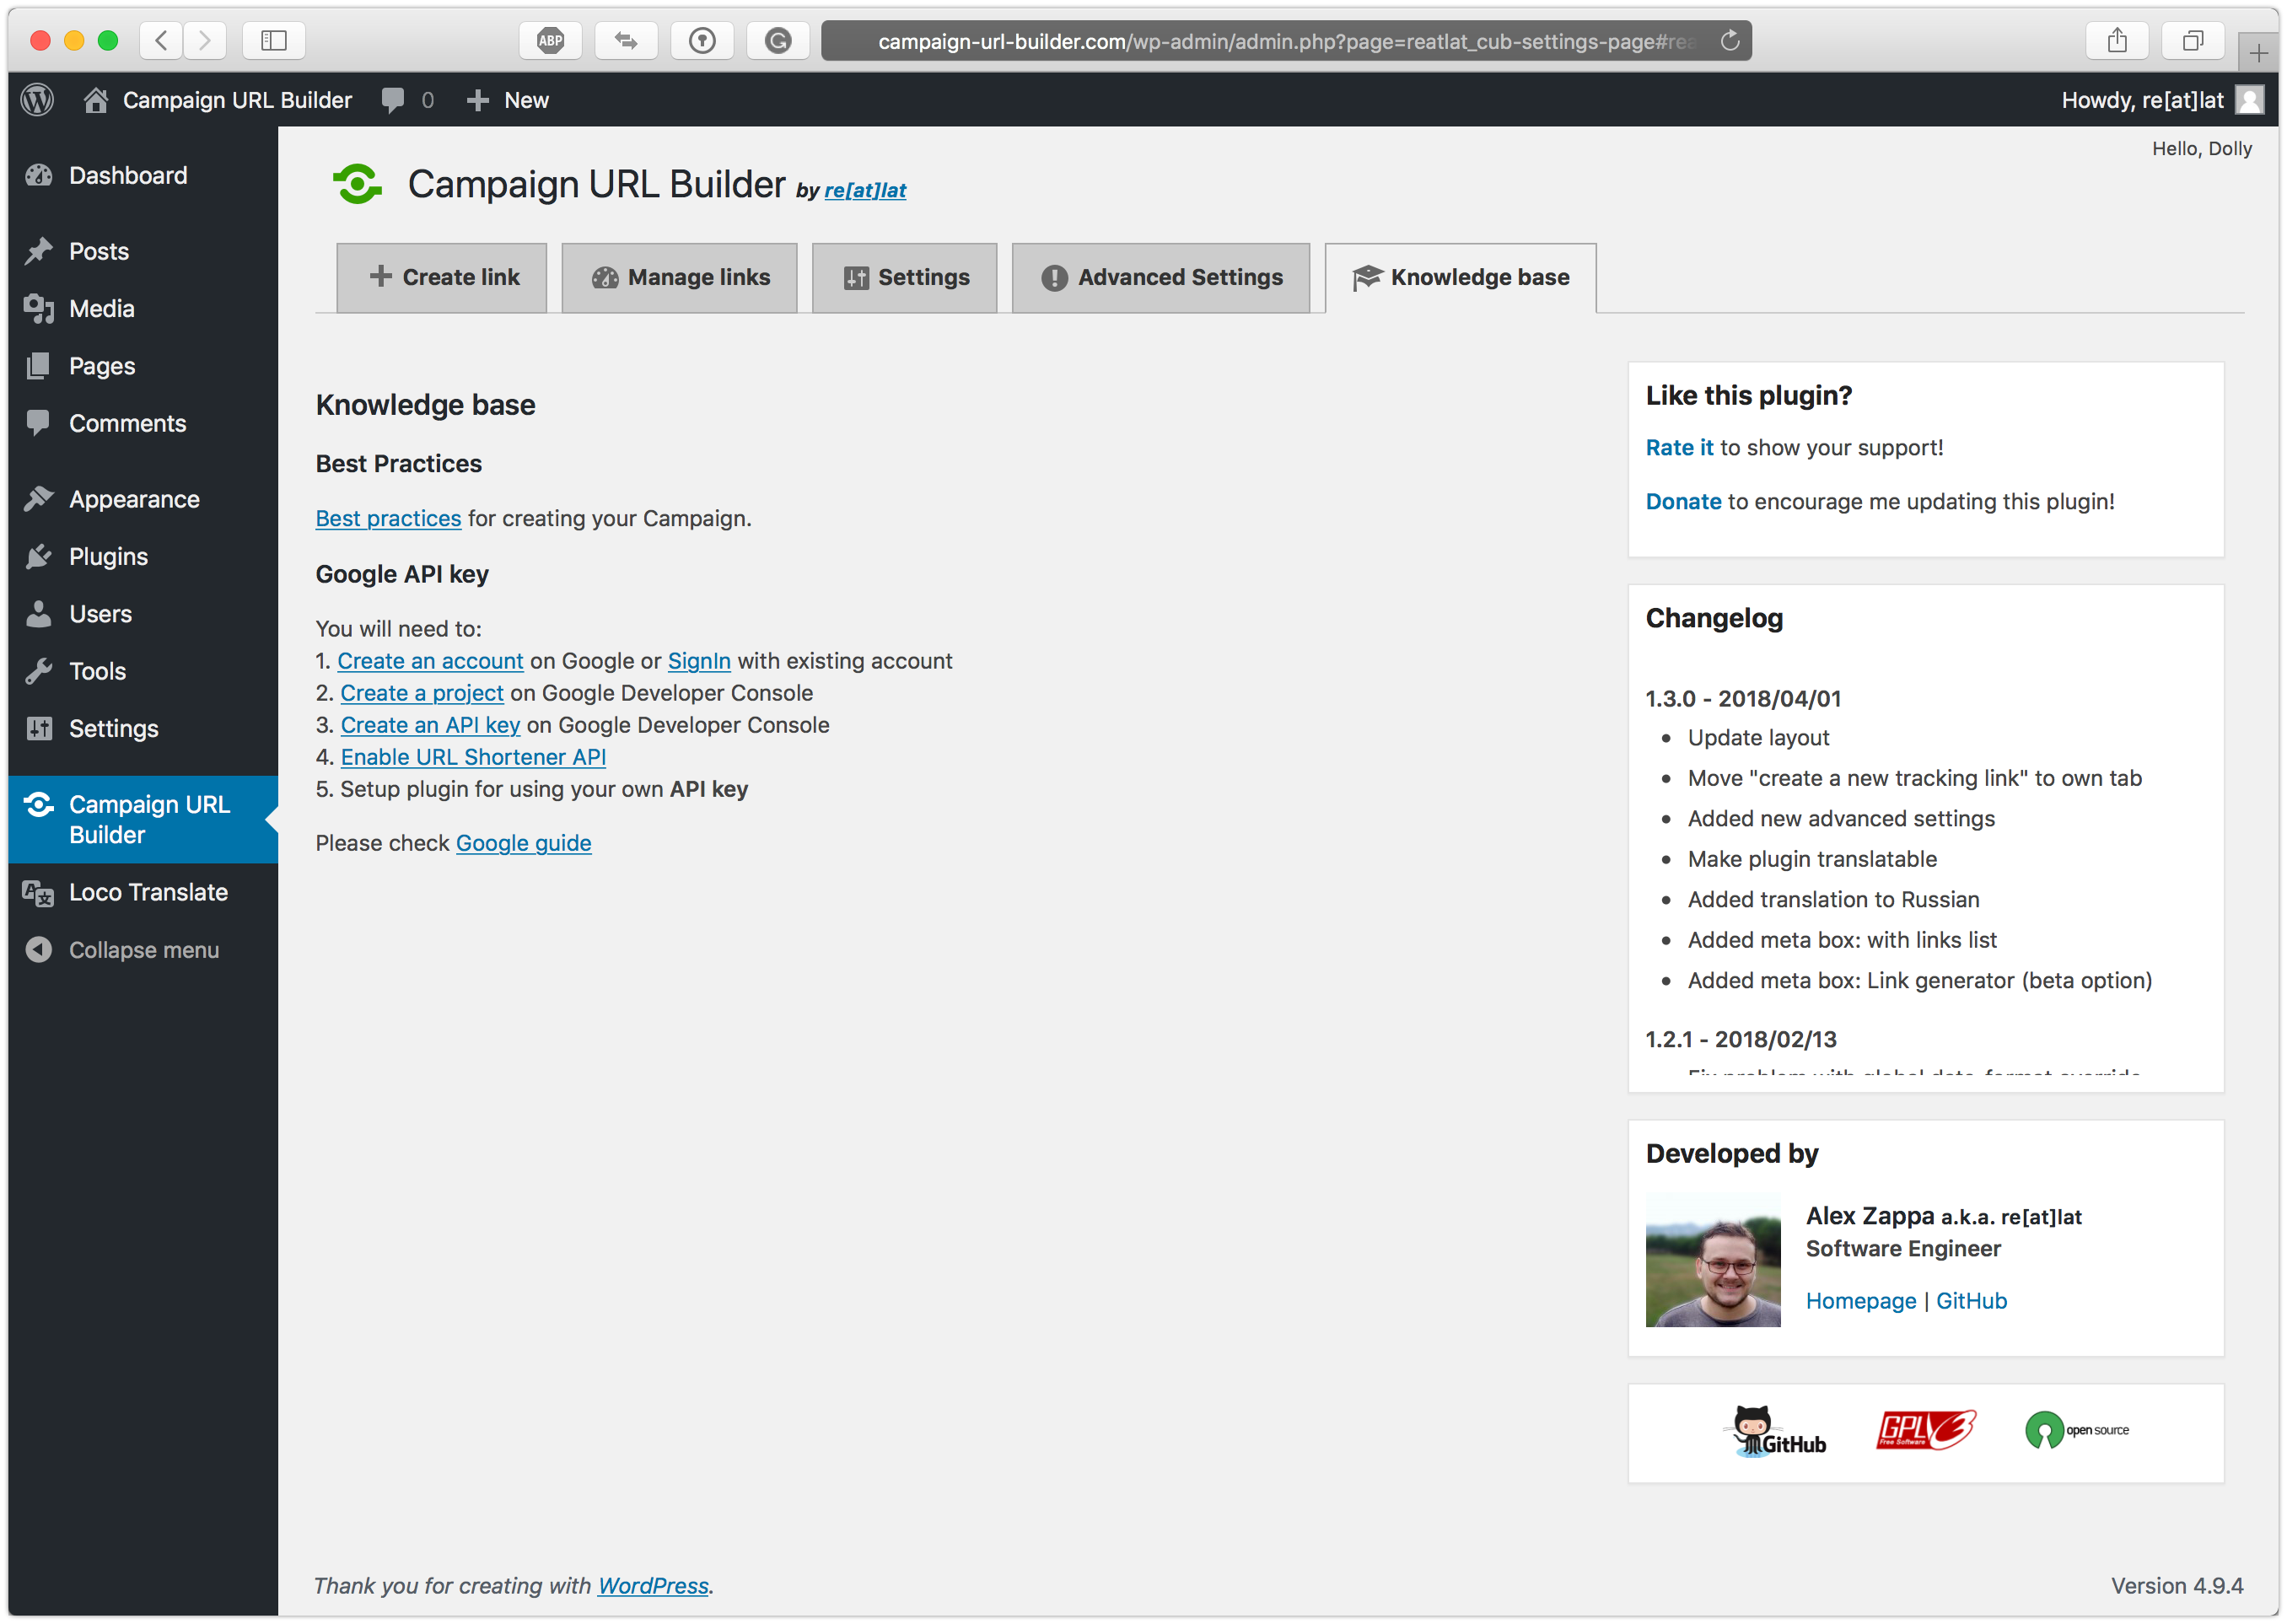 ABP
campaign-url-builder.com/wp-admin/admin.php?page=reatlat_cub-settings-page#rea
Campaign URL Builder 0 New
Howdy, re[at]lat
Hello, Dolly
Dashboard
Posts
Media
Pages
Comments
Appearance
Plugins
Users
Tools
Settings
Campaign URL
Builder
Loco Translate
Collapse menu
Campaign URL Builder by re[at]lat
Create link
Manage links
Settings
Advanced Settings
Knowledge base
Knowledge base
Best Practices
Best practices for creating your Campaign.
Google API key
You will need to:
1. Create an account on Google or SignIn with existing account
2. Create a project on Google Developer Console
3. Create an API key on Google Developer Console
4. Enable URL Shortener API
5. Setup plugin for using your own API key
Please check Google guide
Like this plugin?
Rate it to show your support!
Donate to encourage me updating this plugin!
Changelog
1.3.0 - 2018/04/01
Update layout
Move "create a new tracking link" to own tab
Added new advanced settings
Make plugin translatable
Added translation to Russian
Added meta box: with links list
Added meta box: Link generator (beta option)
1.2.1 - 2018/02/13
Fix problem with global date format override
Developed by
Alex Zappa a.k.a. re[at]lat
Software Engineer
Homepage | GitHub
GitHub
GPLv3
Free Software
open source
Thank you for creating with WordPress.
Version 4.9.4